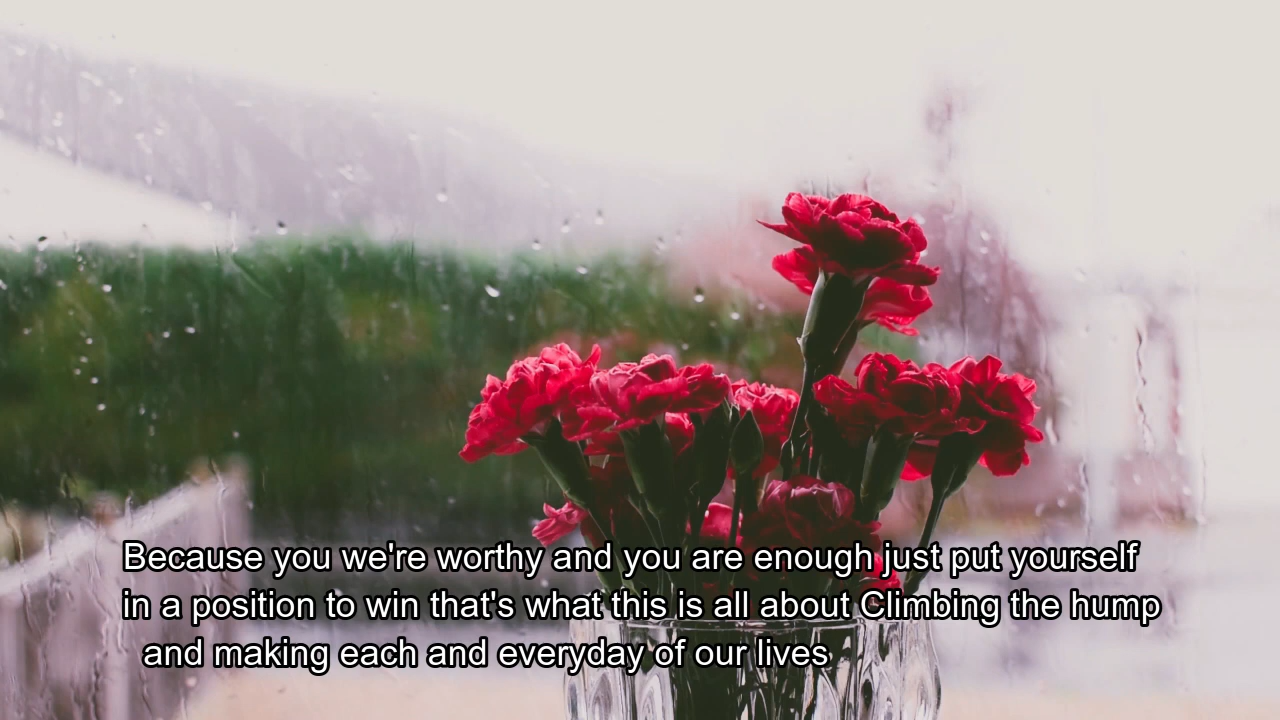 Because you we're worthy and you are enough just put yourself
in a position to win that's what this is all about Climbing the hump
and making each and everyday of our lives